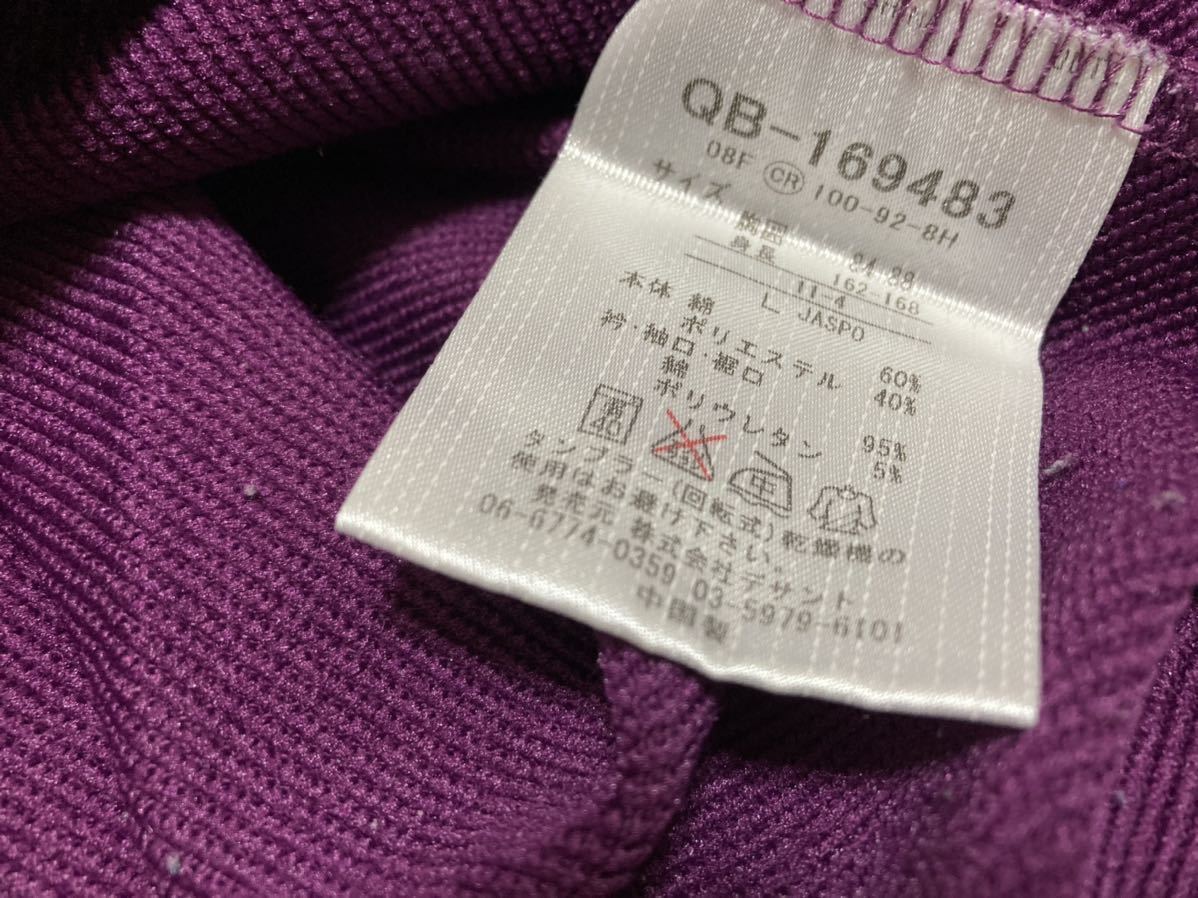 QB-169483
08F CR 100-92-8H
サイズ
胸囲 84-88
身長 162-168
11-4
L JASPO
本体 綿 60%
ポリエステル 40%
衿・袖口・裾口
綿 95%
ポリウレタン 5%
40
中
タンブラー(回転式)乾燥機の
使用はお避け下さい。
発売元 株式会社デサント
06-6774-0359 03-5979-6101
中国製